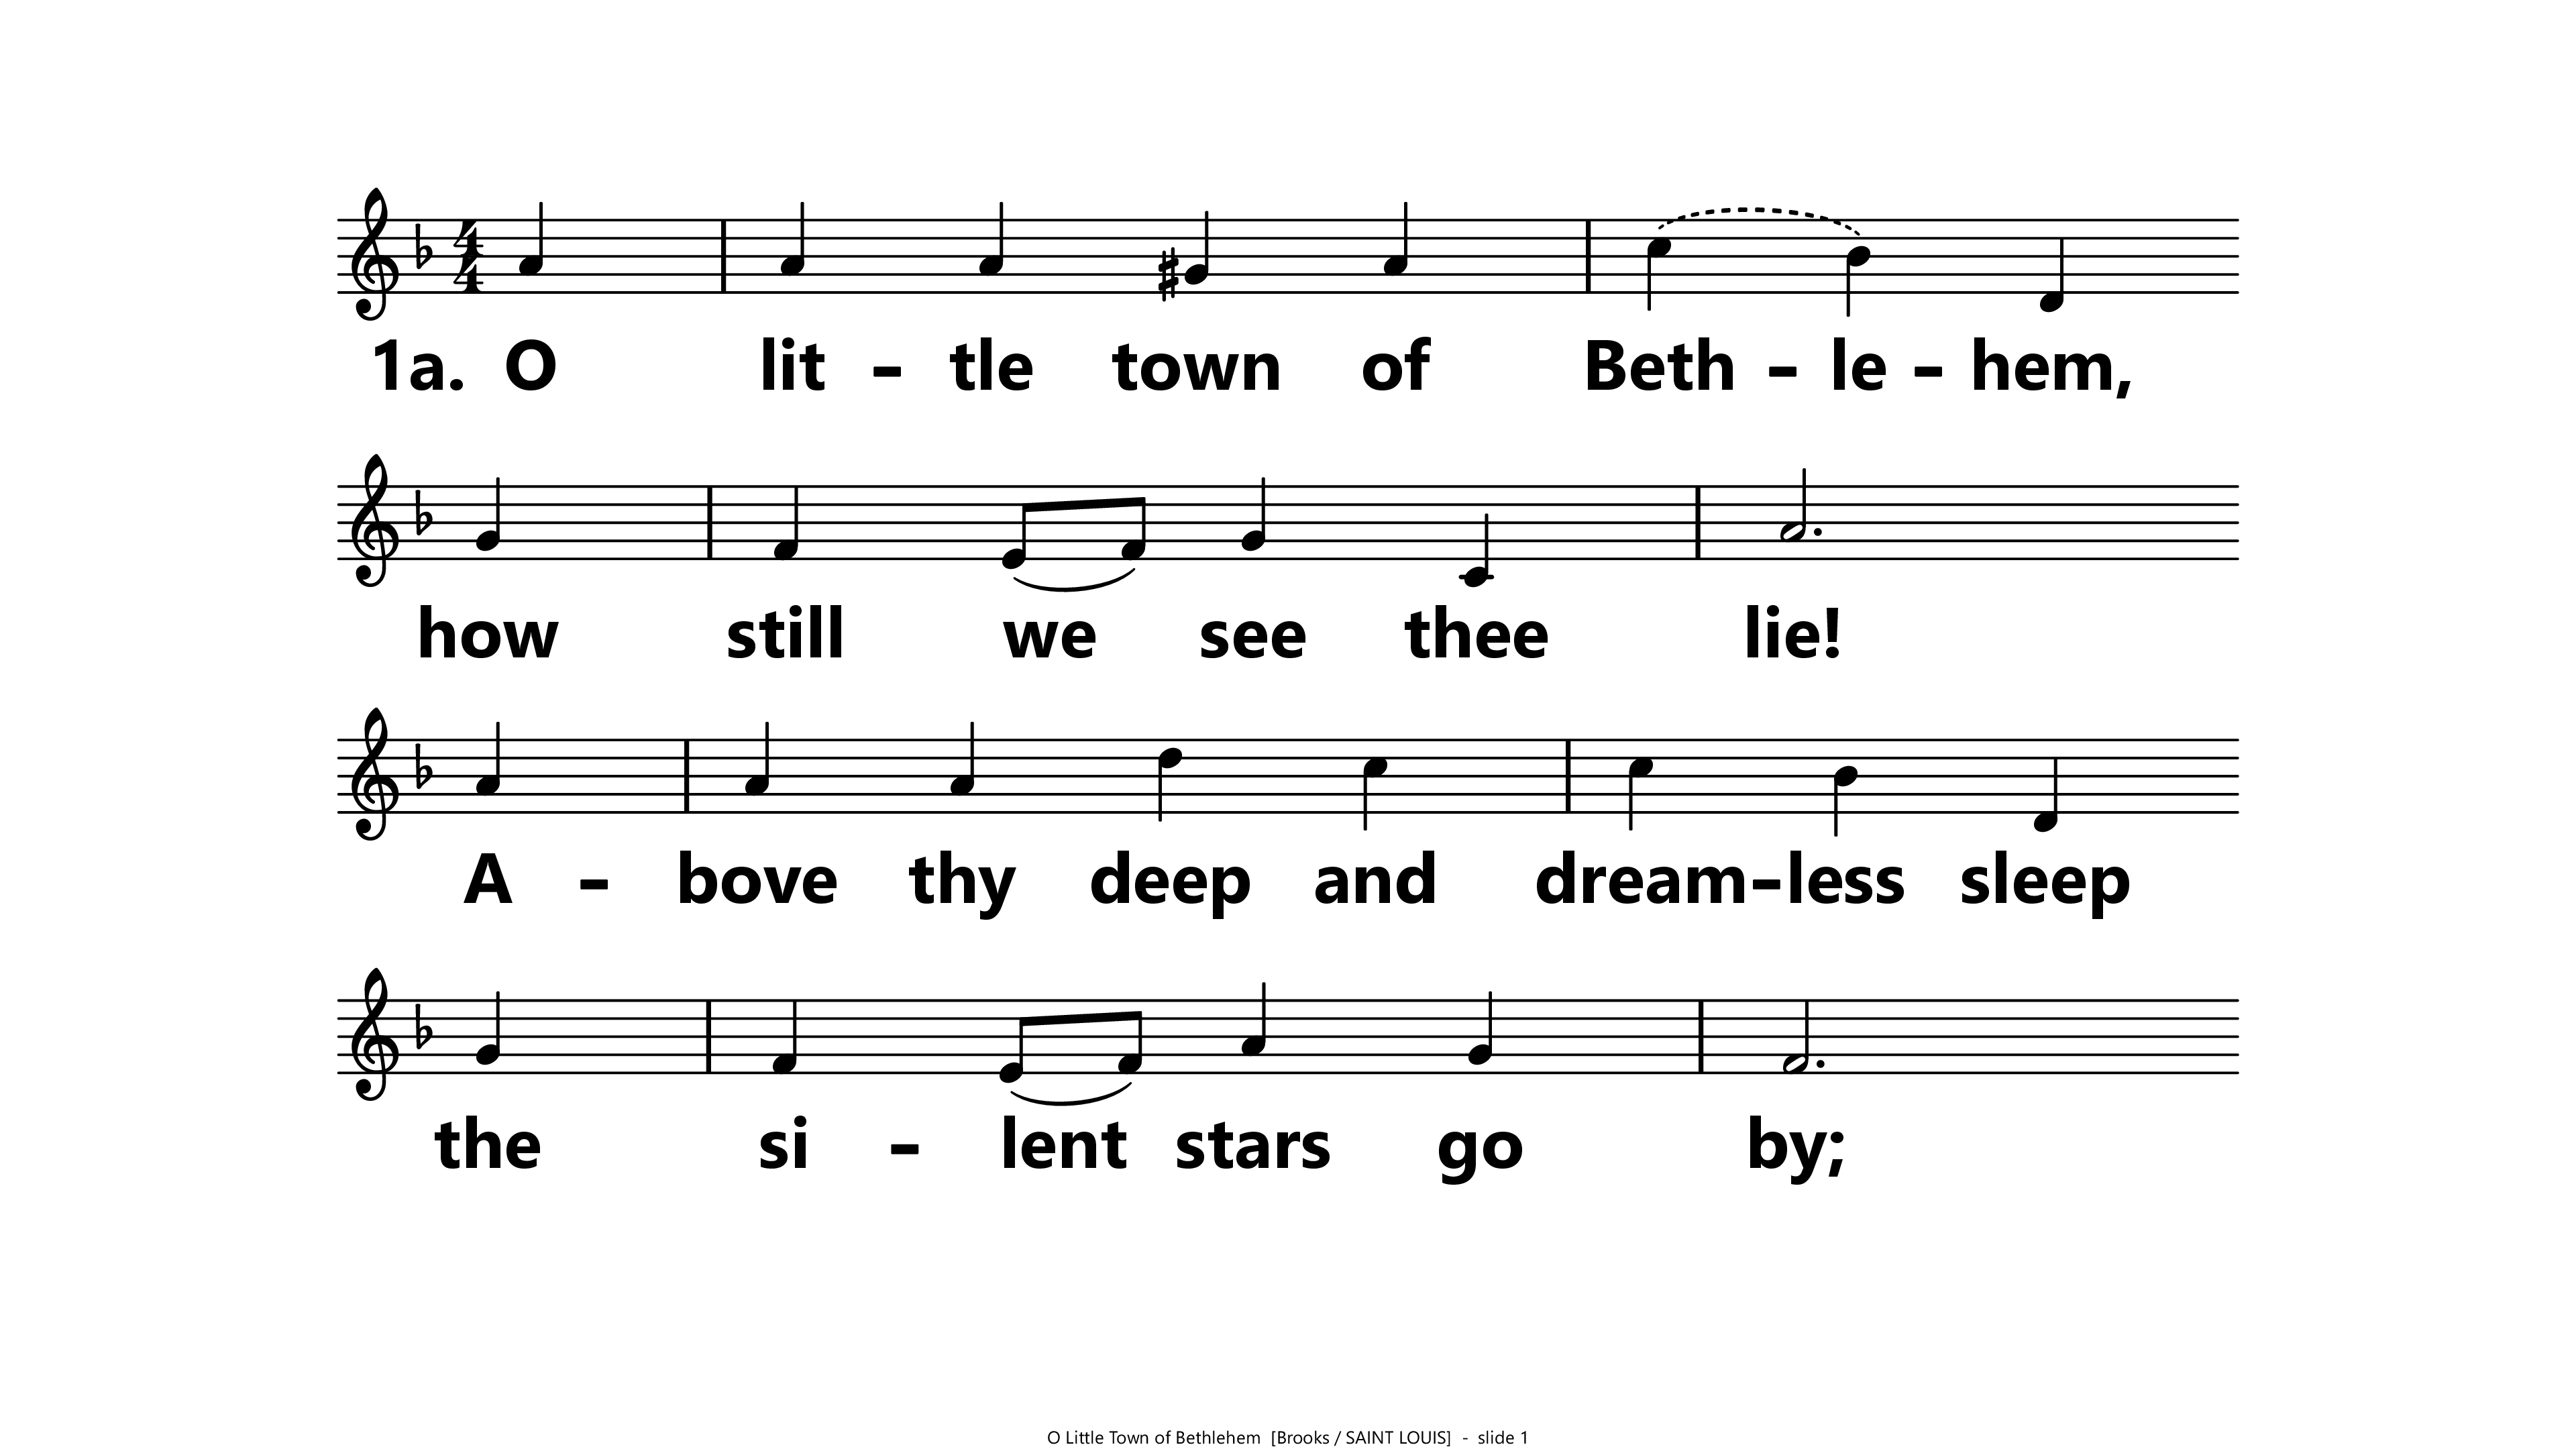 1a. O lit - tle town of Beth - le - hem,
how still we see thee lie!
A - bove thy deep and dream-less sleep
the si - lent stars go by;
O Little Town of Bethlehem [Brooks / SAINT LOUIS] - slide 1